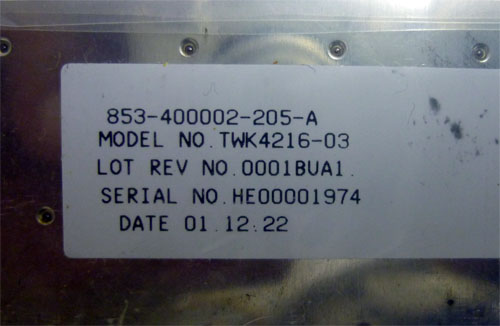 853-400002-205-A
MODEL NO. TWK4216-03
LOT REV NO. 0001BUA1.
SERIAL NO. HE00001974
DATE 01.12.22